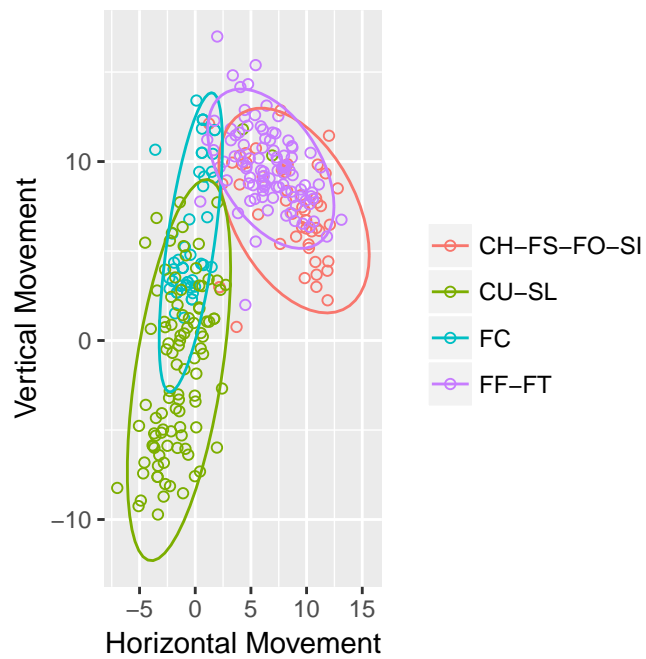 Vertical Movement
10
0
−10
−5
0
5
10
15
Horizontal Movement
CH−FS−FO−SI
CU−SL
FC
FF−FT